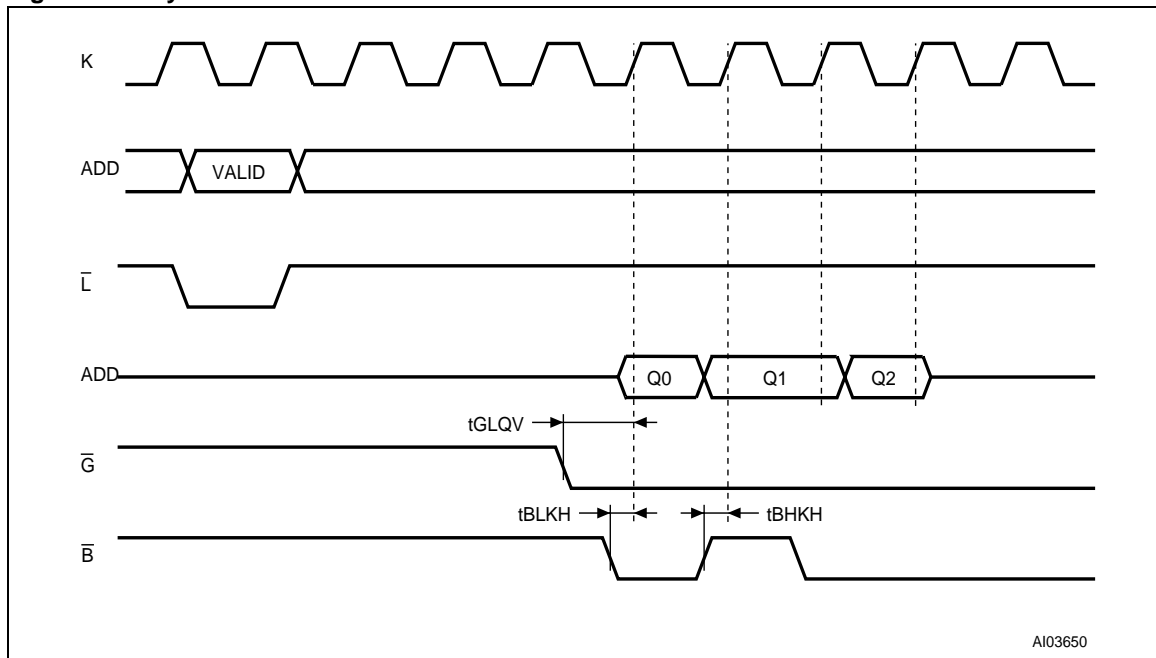 K
ADD
VALID
L̅
ADD
Q0
Q1
Q2
tGLQV
G̅
tBLKH
tBHKH
B̅
AI03650